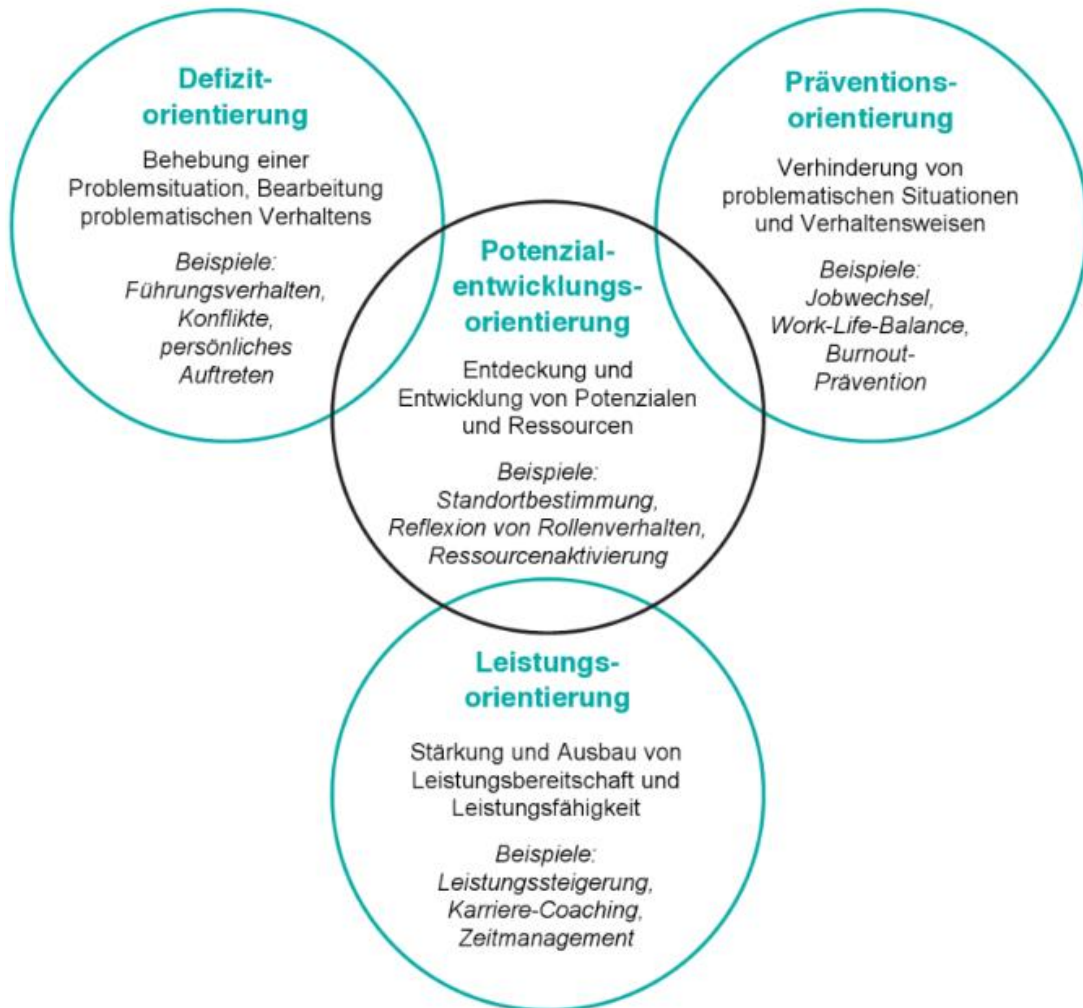 Defizit-
orientierung
Behebung einer
Problemsituation, Bearbeitung
problematischen Verhaltens
Beispiele:
Führungsverhalten,
Konflikte,
persönliches
Auftreten
Präventions-
orientierung
Verhinderung von
problematischen Situationen
und Verhaltensweisen
Beispiele:
Jobwechsel,
Work-Life-Balance,
Burnout-
Prävention
Potenzial-
entwicklungs-
orientierung
Entdeckung und
Entwicklung von Potenzialen
und Ressourcen
Beispiele:
Standortbestimmung,
Reflexion von Rollenverhalten,
Ressourcenaktivierung
Leistungs-
orientierung
Stärkung und Ausbau von
Leistungsbereitschaft und
Leistungsfähigkeit
Beispiele:
Leistungssteigerung,
Karriere-Coaching,
Zeitmanagement